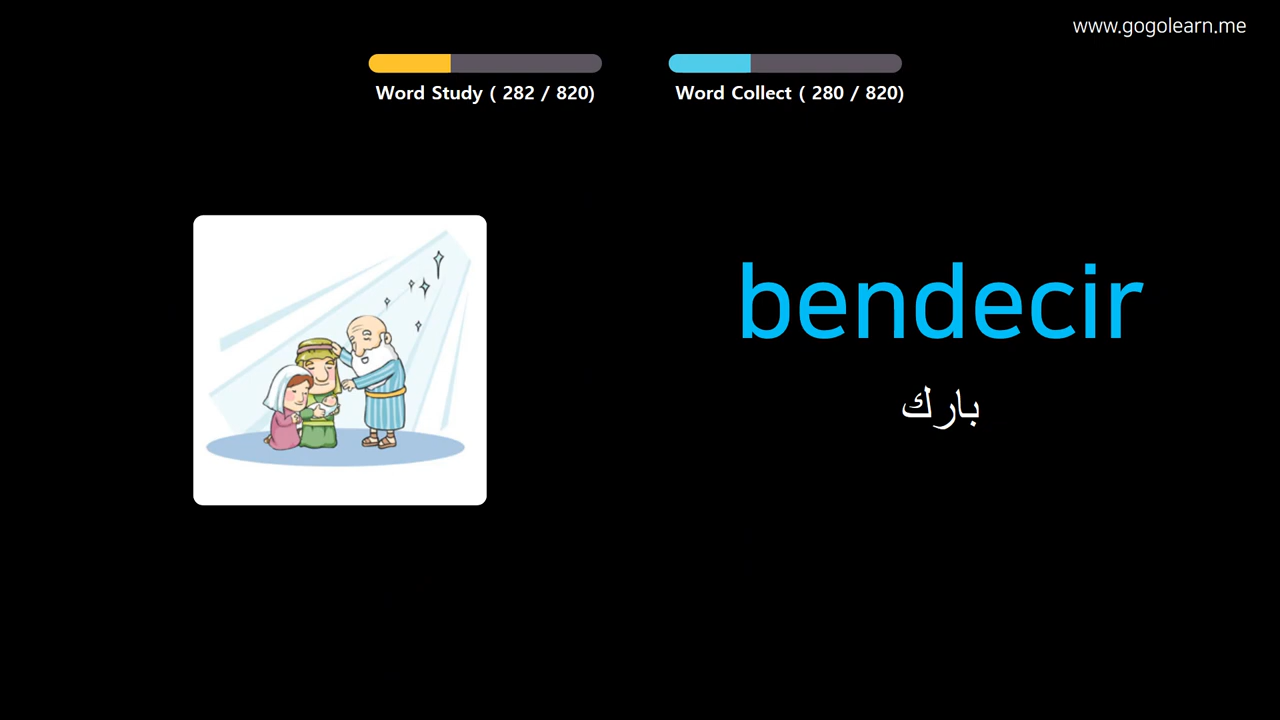 www.gogolearn.me
Word Study ( 282 / 820)
Word Collect ( 280 / 820)
bendecir
بارك